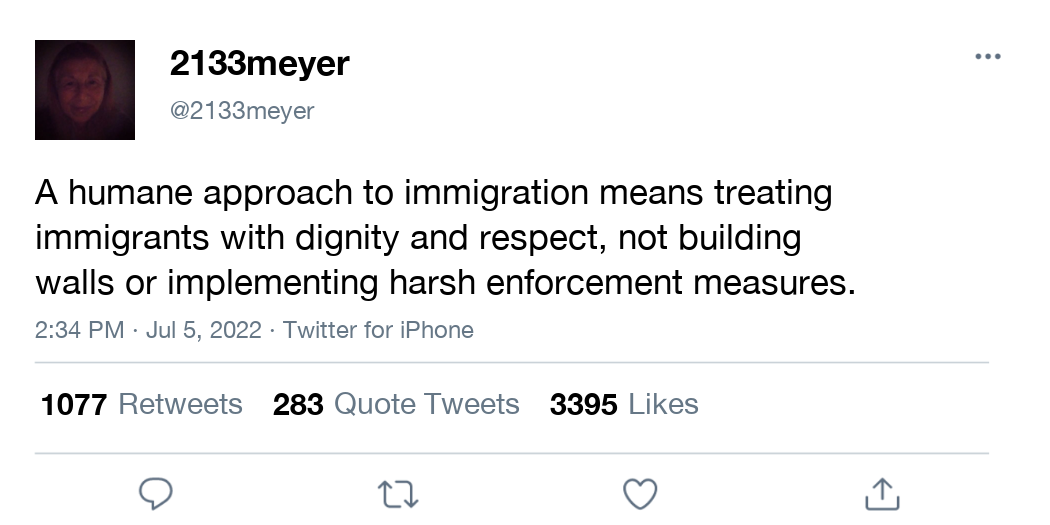 2133meyer
@2133meyer
A humane approach to immigration means treating
immigrants with dignity and respect, not building
walls or implementing harsh enforcement measures.
2:34 PM · Jul 5, 2022 · Twitter for iPhone
1077 Retweets 283 Quote Tweets 3395 Likes